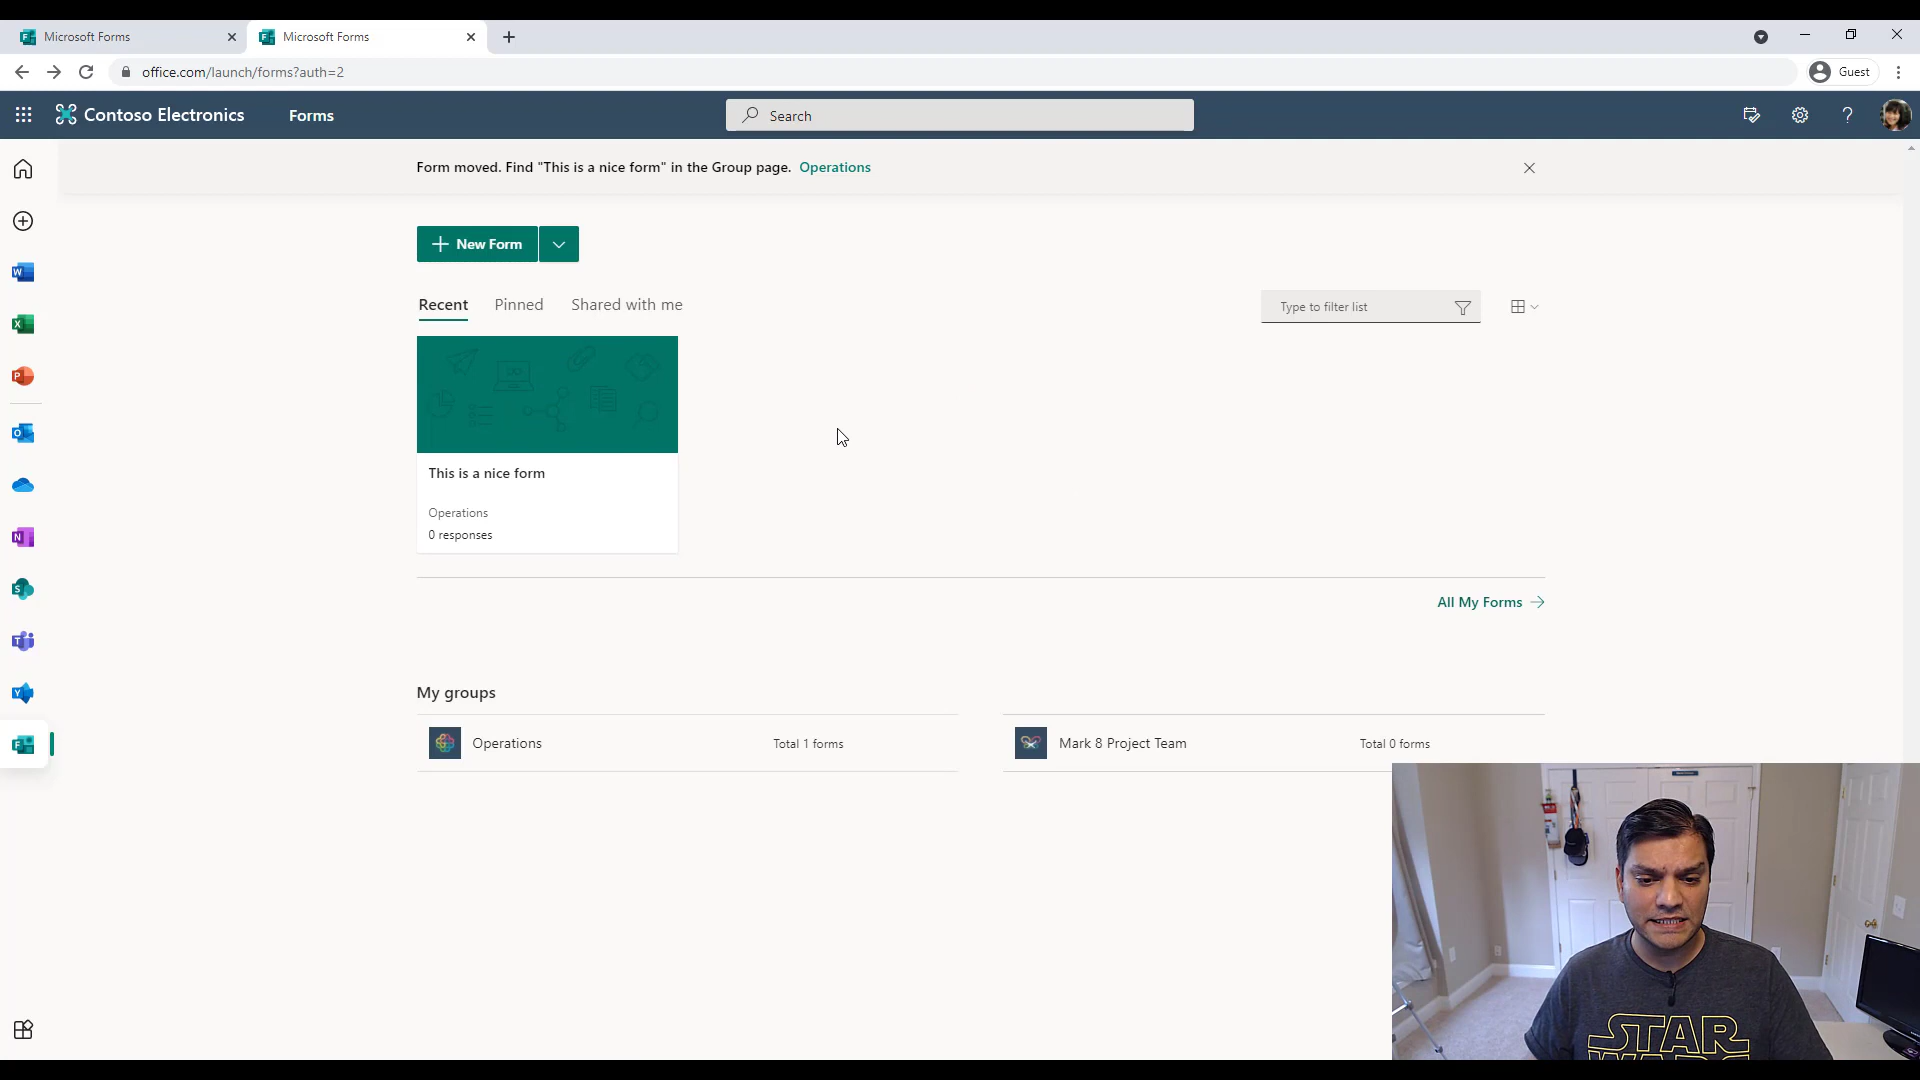 Microsoft Forms
Microsoft Forms
office.com/launch/forms?auth=2
Guest
Contoso Electronics
Forms
Search
Form moved. Find "This is a nice form" in the Group page. Operations
New Form
Recent
Pinned
Shared with me
Type to filter list
This is a nice form
Operations
0 responses
All My Forms
My groups
Operations
Total 1 forms
Mark 8 Project Team
Total 0 forms
STAR
WARS